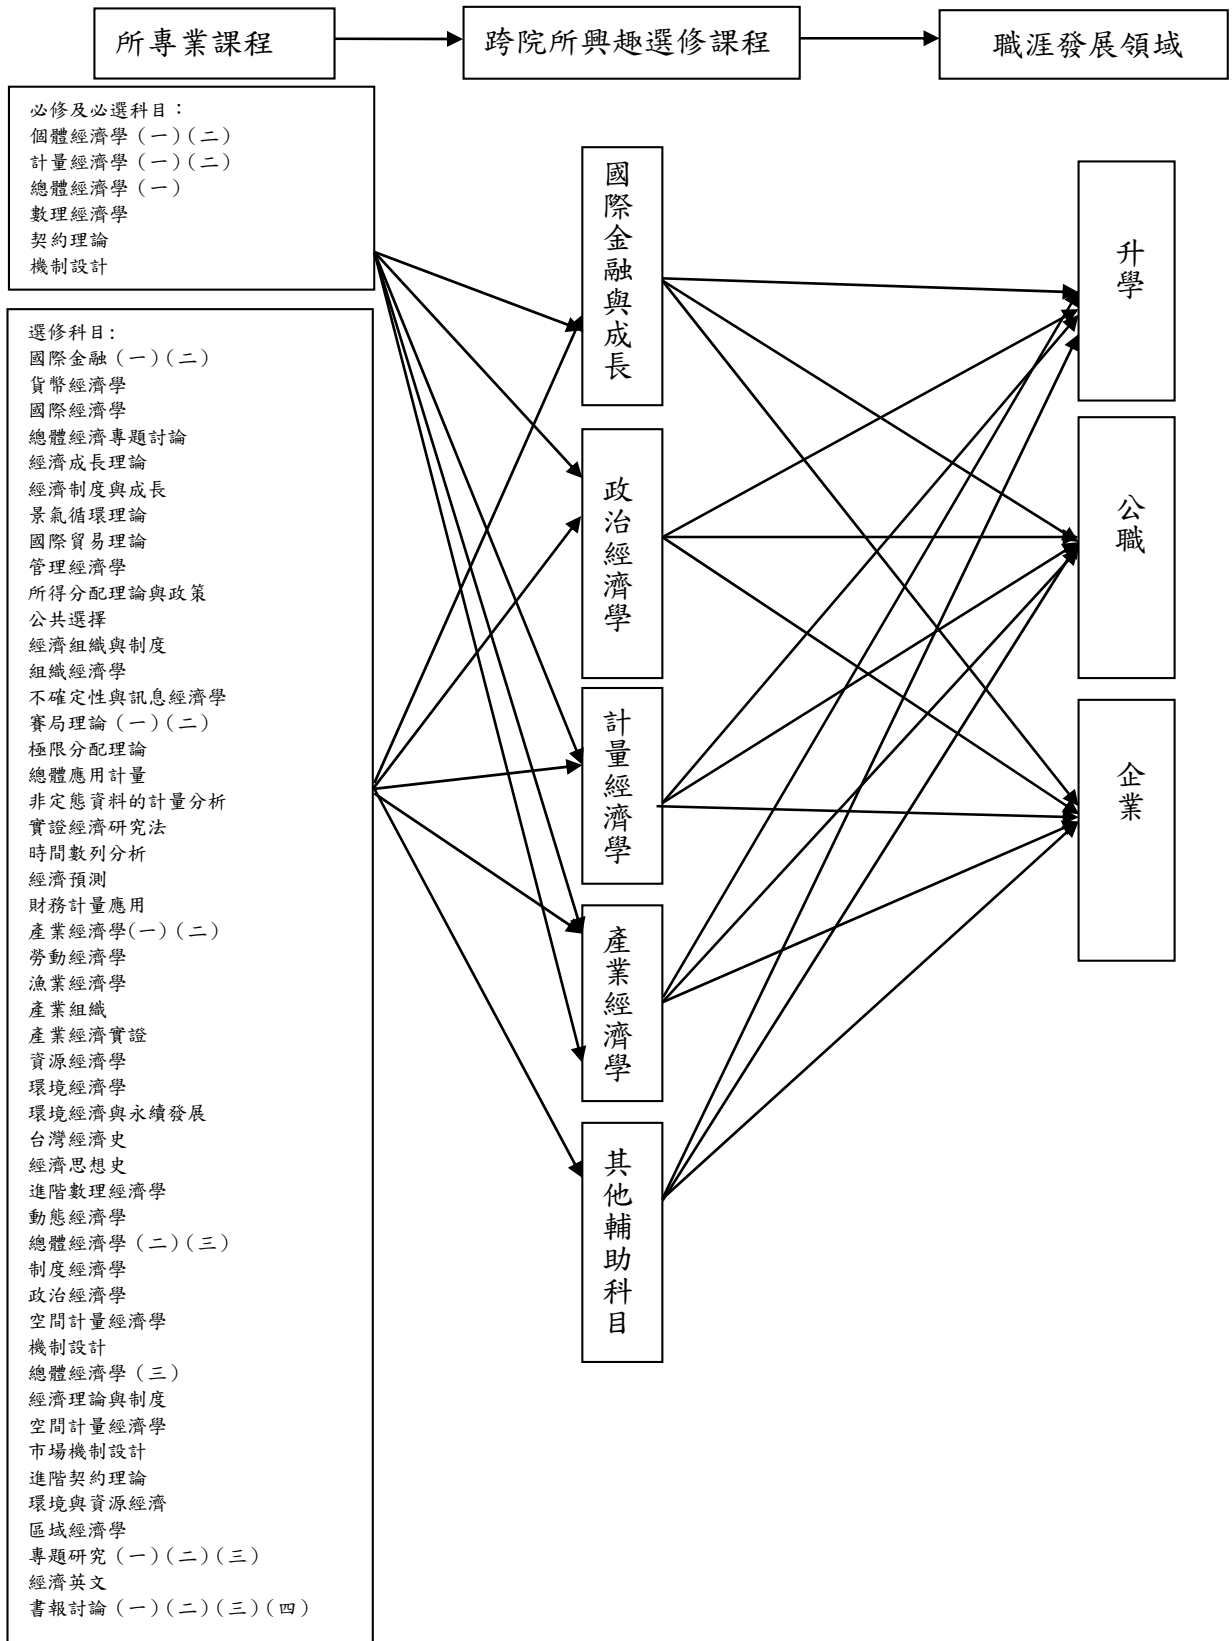 所專業課程
跨院所興趣選修課程
職涯發展領域
必修及必選科目：
個體經濟學（一）（二）
計量經濟學（一）（二）
總體經濟學（一）
數理經濟學
契約理論
機制設計
選修科目:
國際金融（一）（二）
貨幣經濟學
國際經濟學
總體經濟專題討論
經濟成長理論
經濟制度與成長
景氣循環理論
國際貿易理論
管理經濟學
所得分配理論與政策
公共選擇
經濟組織與制度
組織經濟學
不確定性與訊息經濟學
賽局理論（一）（二）
極限分配理論
總體應用計量
非定態資料的計量分析
實證經濟研究法
時間數列分析
經濟預測
財務計量應用
產業經濟學(一)（二）
勞動經濟學
漁業經濟學
產業組織
產業經濟實證
資源經濟學
環境經濟學
環境經濟與永續發展
台灣經濟史
經濟思想史
進階數理經濟學
動態經濟學
總體經濟學（二）（三）
制度經濟學
政治經濟學
空間計量經濟學
機制設計
總體經濟學（三）
經濟理論與制度
空間計量經濟學
市場機制設計
進階契約理論
環境與資源經濟
區域經濟學
專題研究（一）（二）（三）
經濟英文
書報討論（一）（二）（三）（四）
國際金融與成長
政治經濟學
計量經濟學
產業經濟學
其他輔助科目
升學
公職
企業